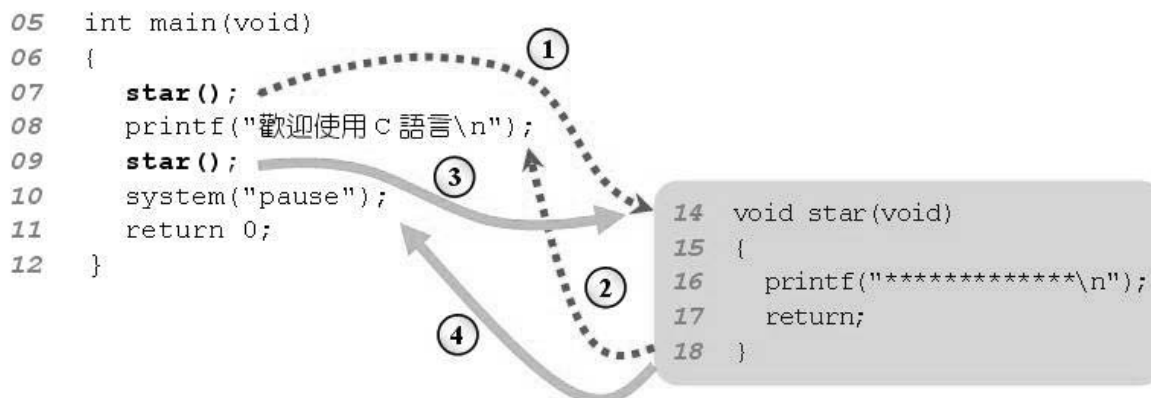 05 int main(void)
06 {
07 star();
08 printf("歡迎使用 C 語言\n");
09 star();
10 system("pause");
11 return 0;
12 }
①
②
③
④
14 void star(void)
15 {
16 printf("*************\n");
17 return;
18 }